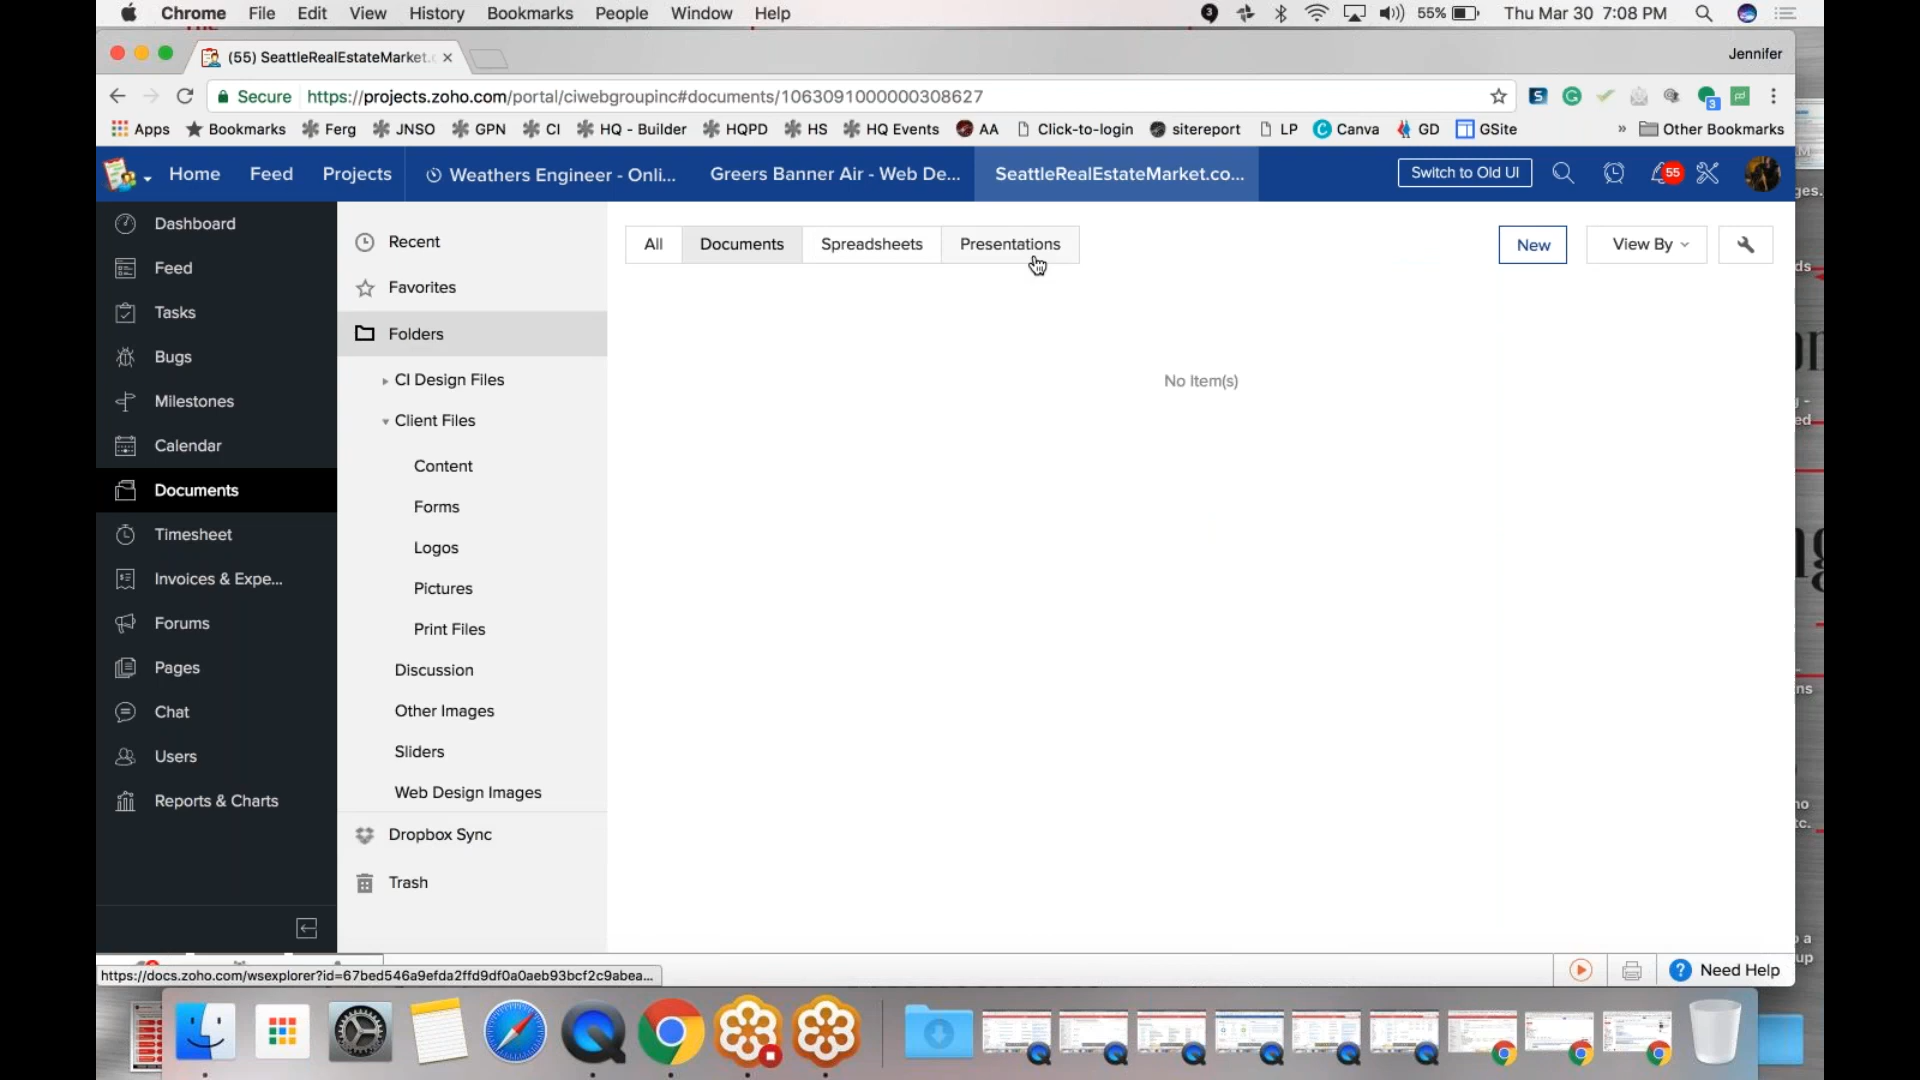 Chrome File Edit View History Bookmarks People Window Help 3 55% Thu Mar 30 7:08 PM
(55) SeattleRealEstateMarket. Jennifer
Secure https://projects.zoho.com/portal/ciwebgroupinc#documents/1063091000000308627
Apps Bookmarks Ferg JNSO GPN CI HQ - Builder HQPD HS HQ Events AA Click-to-login sitereport LP Canva GD GSite » Other Bookmarks
Home Feed Projects Weathers Engineer - Onli... Greers Banner Air - Web De... SeattleRealEstateMarket.co... Switch to Old UI 55
Dashboard
Feed
Tasks
Bugs
Milestones
Calendar
Documents
Timesheet
Invoices & Expe...
Forums
Pages
Chat
Users
Reports & Charts
Recent
Favorites
Folders
CI Design Files
Client Files
Content
Forms
Logos
Pictures
Print Files
Discussion
Other Images
Sliders
Web Design Images
Dropbox Sync
Trash
All Documents Spreadsheets Presentations New View By
No Item(s)
https://docs.zoho.com/wsexplorer?id=67bed546a9efda2ffd9df0a0aeb93bcf2c9abea...
? Need Help